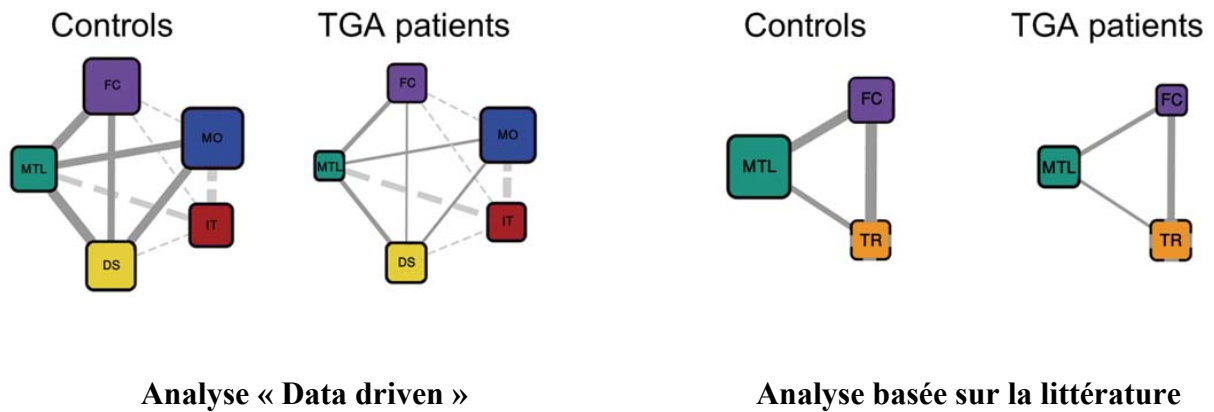 Controls TGA patients Controls TGA patients
FC FC FC FC
MO MO
MTL MTL MTL MTL
IT IT
DS DS TR TR
Analyse « Data driven » Analyse basée sur la littérature